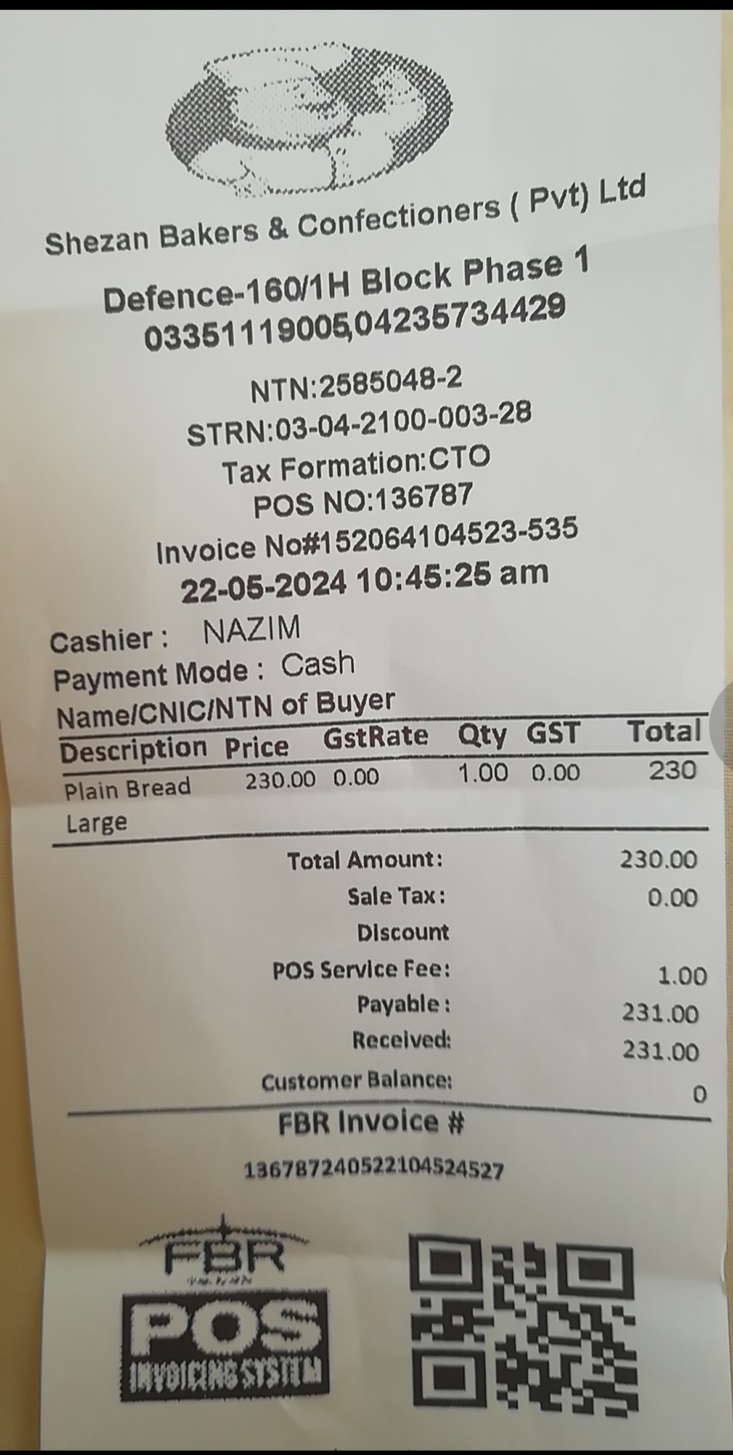 Shezan Bakers & Confectioners ( Pvt) Ltd
Defence-160/1H Block Phase 1
03351119005,04235734429
NTN:2585048-2
STRN:03-04-2100-003-28
Tax Formation:CTO
POS NO:136787
Invoice No#152064104523-535
22-05-2024 10:45:25 am
Cashier : NAZIM
Payment Mode : Cash
Name/CNIC/NTN of Buyer
Description Price GstRate Qty GST Total
Plain Bread 230.00 0.00 1.00 0.00 230
Large
Total Amount: 230.00
Sale Tax: 0.00
Discount
POS Service Fee: 1.00
Payable : 231.00
Received: 231.00
Customer Balance: 0
FBR Invoice #
136787240522104524527
FBR
POS
INVOICING SYSTEM